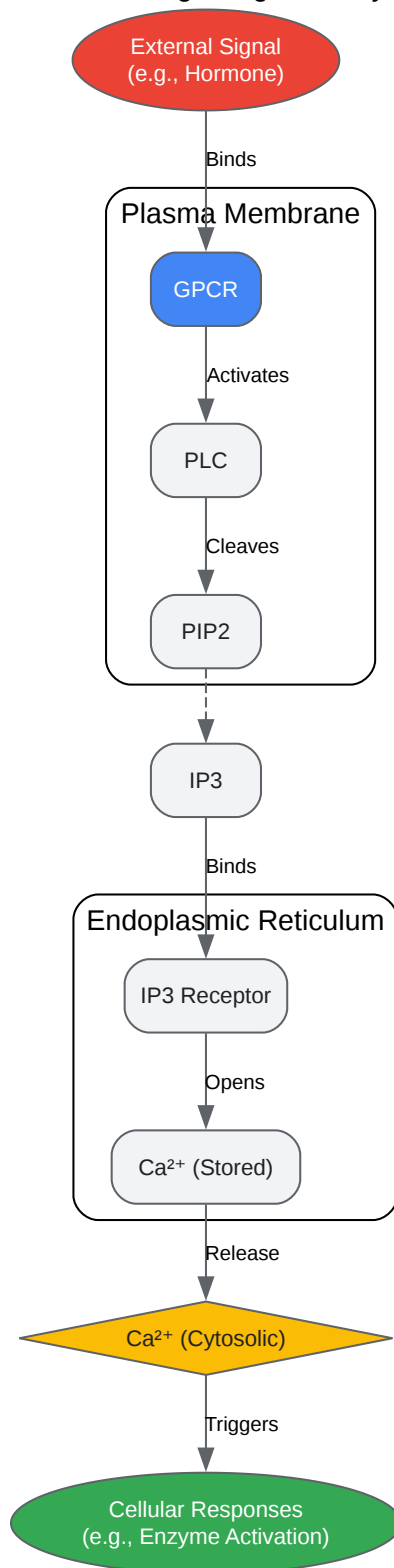 External Signal
(e.g., Hormone)
Binds
Plasma Membrane
GPCR
Activates
PLC
Cleaves
PIP2
IP3
Binds
Endoplasmic Reticulum
IP3 Receptor
Opens
Ca²⁺ (Stored)
Release
Ca²⁺ (Cytosolic)
Triggers
Cellular Responses
(e.g., Enzyme Activation)